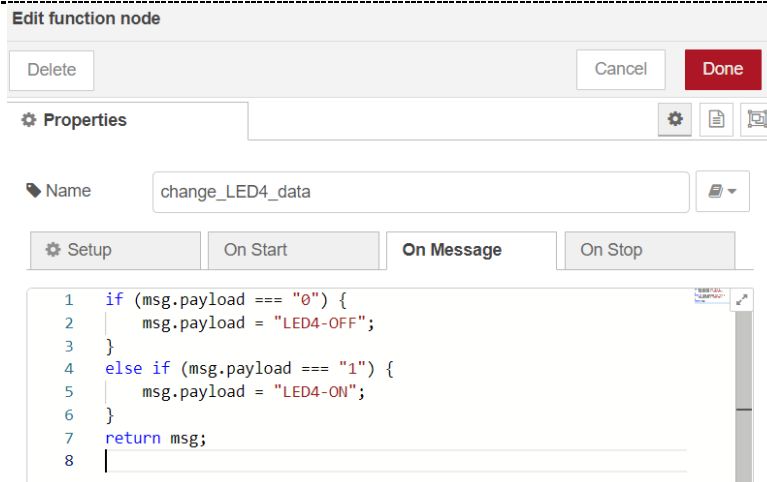 Edit function node
Delete
Cancel
Done
Properties
Name
change_LED4_data
Setup
On Start
On Message
On Stop
1 if (msg.payload === "0") {
2     msg.payload = "LED4-OFF";
3 }
4 else if (msg.payload === "1") {
5     msg.payload = "LED4-ON";
6 }
7 return msg;
8